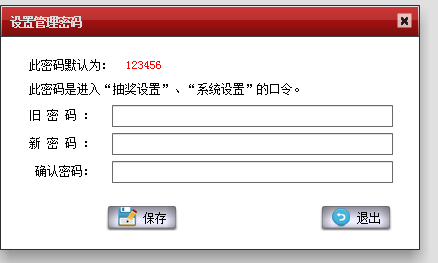 设置管理密码
此密码默认为： 123456
此密码是进入“抽奖设置”、“系统设置”的口令。
旧 密 码 ：
新 密 码 ：
确认密码：
保存 退出